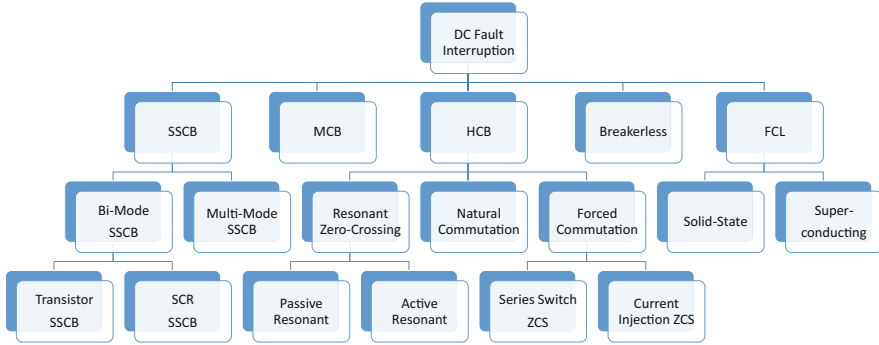 DC Fault
Interruption
SSCB
MCB
HCB
Breakerless
FCL
Bi-Mode
SSCB
Multi-Mode
SSCB
Resonant
Zero-Crossing
Natural
Commutation
Forced
Commutation
Solid-State
Super-
conducting
Transistor
SSCB
SCR
SSCB
Passive
Resonant
Active
Resonant
Series Switch
ZCS
Current
Injection ZCS